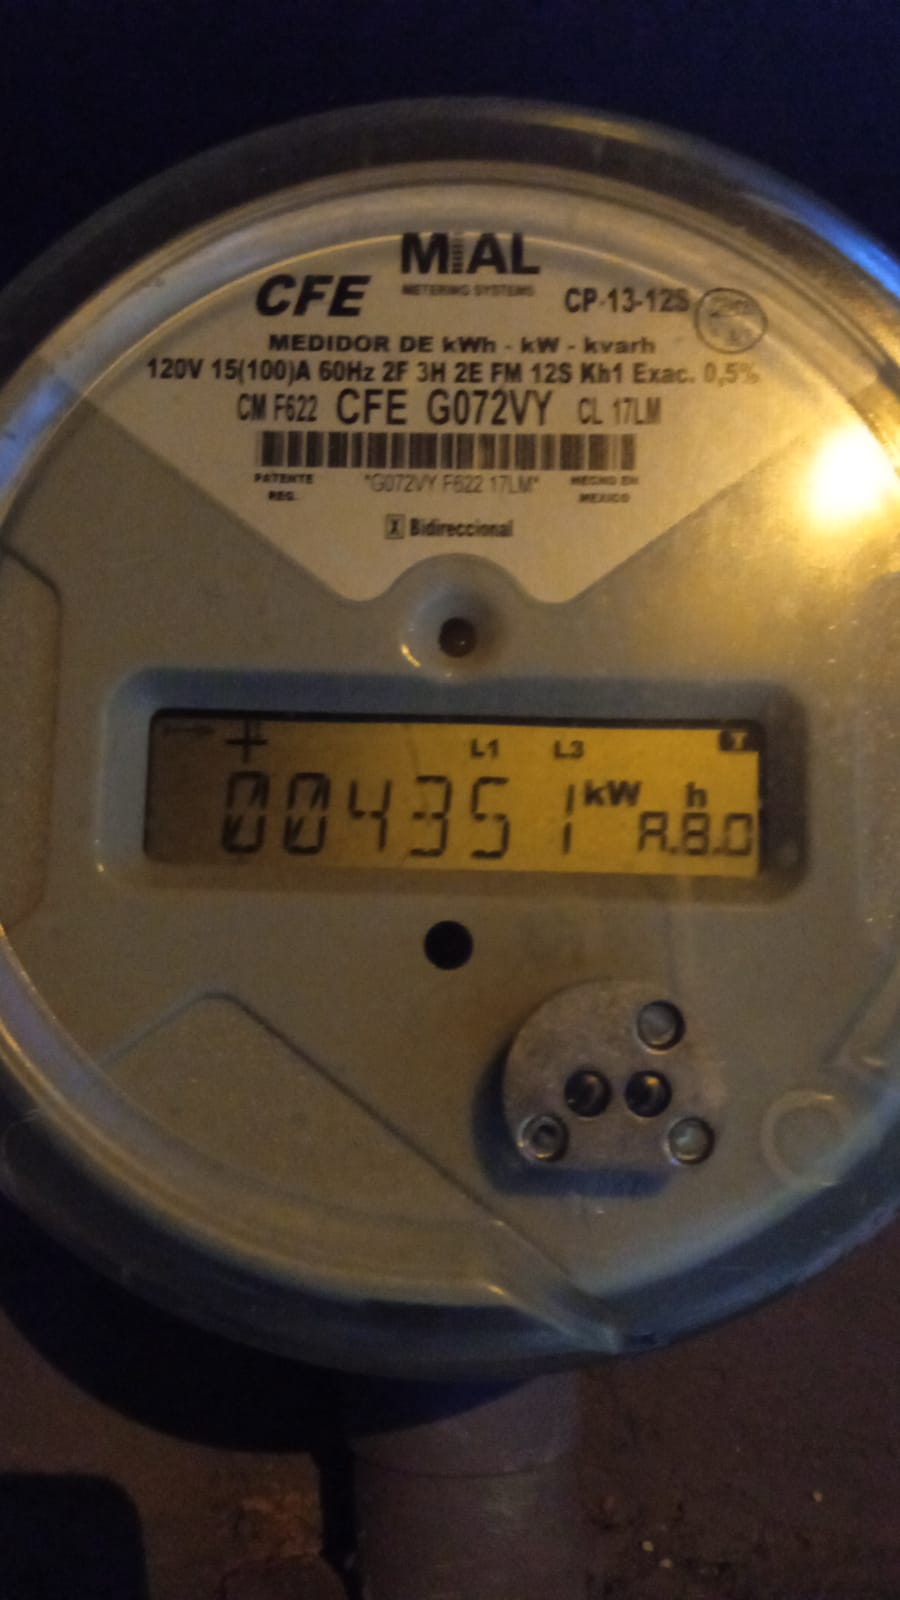 MIAL
METERING SYSTEMS
CFE
CP-13-12S
MEDIDOR DE kWh - kW - kvarh
120V 15(100)A 60Hz 2F 3H 2E FM 12S Kh1 Exac. 0,5%
CM F622 CFE G072VY CL 17LM
PATENTE
REG.
*G072VY F622 17LM*
HECHO EN
MEXICO
X Bidireccional
L1 L3
004351 kW h
A.8.0